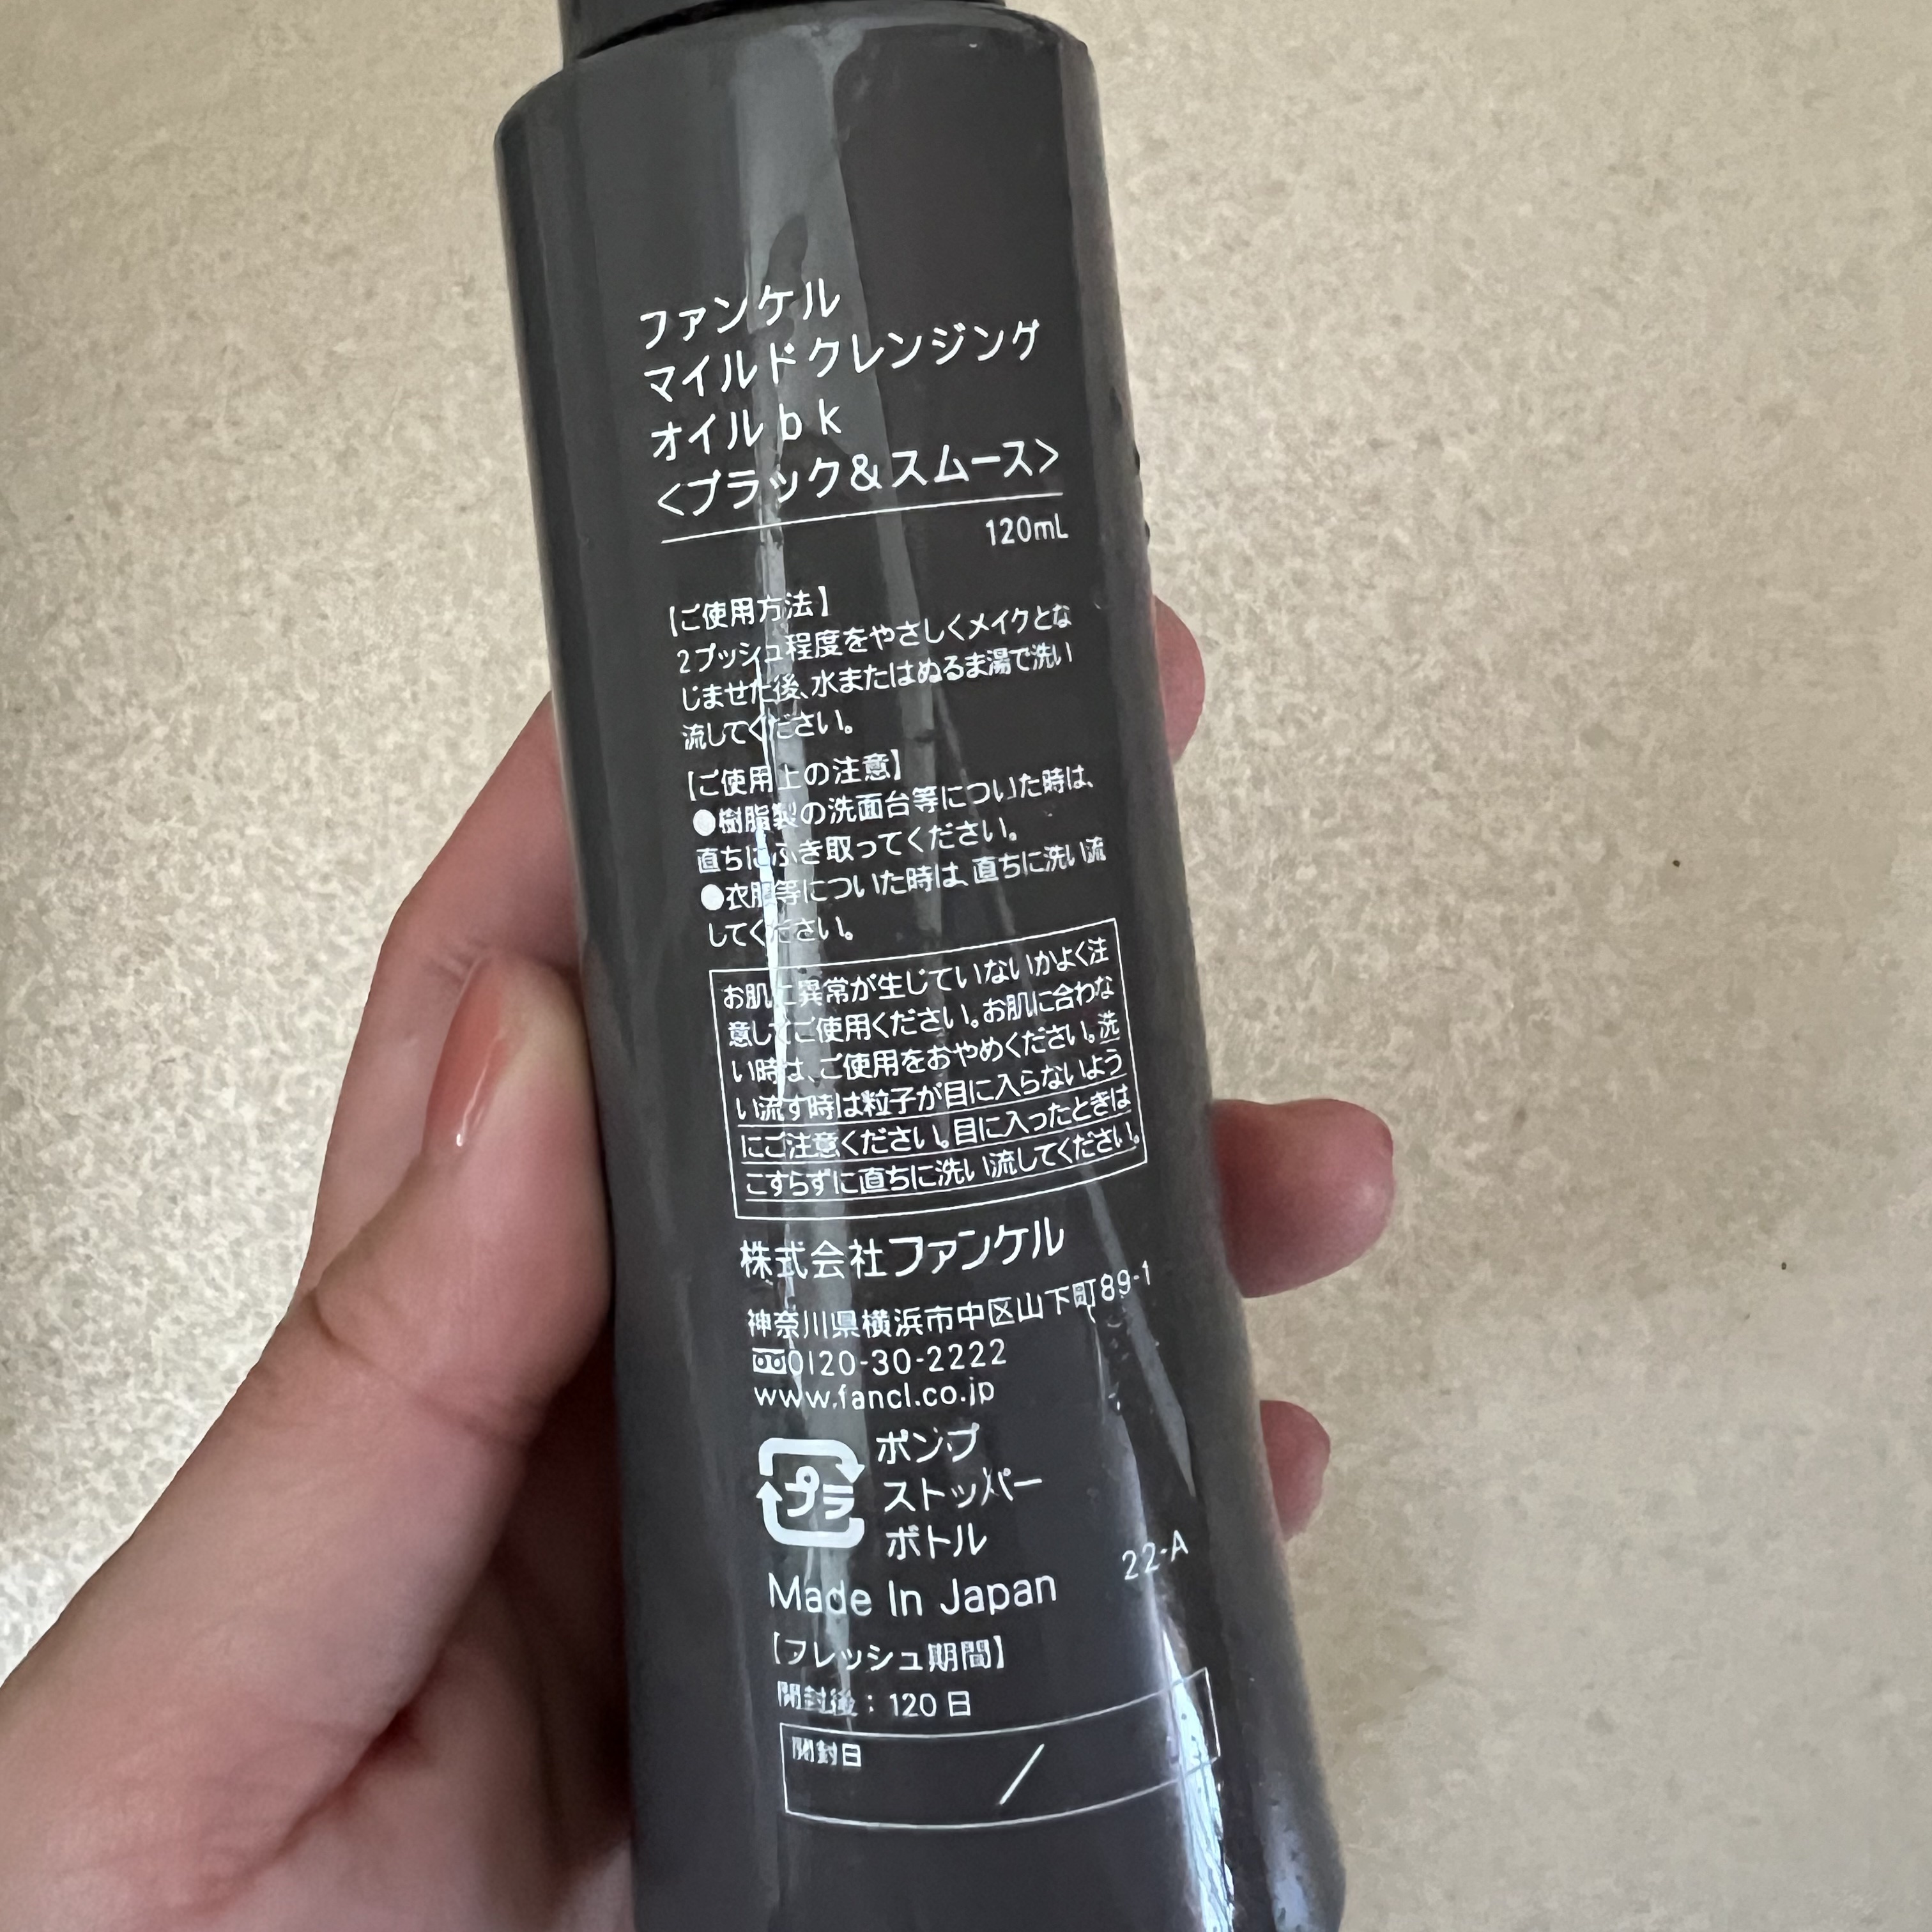 ファンケル
マイルドクレンジング
オイルbk
<ブラック&スムース>
120mL
【ご使用方法】
2プッシュ程度をやさしくメイクとな
じませた後、水またはぬるま湯で洗い
流してください。
【ご使用上の注意】
●樹脂製の洗面台等についた時は、
直ちにふき取ってください。
●衣服等についた時は、直ちに洗い流
してください。
お肌に異常が生じていないかよく注
意してご使用ください。お肌に合わな
い時は、ご使用をおやめください。洗
い流す時は粒子が目に入らないよう
にご注意ください。目に入ったときは
こすらずに直ちに洗い流してください。
株式会社ファンケル
神奈川県横浜市中区山下町89-1
0120-30-2222
www.fancl.co.jp
プラ
ポンプ
ストッパー
ボトル
22-A
Made In Japan
【フレッシュ期間】
開封後：120日
開封日 /